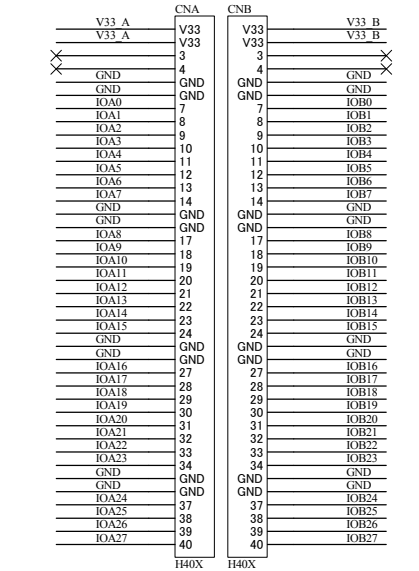 CNA CNB
V33_A V33 V33 V33_B
V33_A V33 V33 V33_B
3 3
4 4
GND GND GND GND
GND GND GND GND
IOA0 7 7 IOB0
IOA1 8 8 IOB1
IOA2 9 9 IOB2
IOA3 10 10 IOB3
IOA4 11 11 IOB4
IOA5 12 12 IOB5
IOA6 13 13 IOB6
IOA7 14 14 IOB7
GND GND GND GND
GND GND GND GND
IOA8 17 17 IOB8
IOA9 18 18 IOB9
IOA10 19 19 IOB10
IOA11 20 20 IOB11
IOA12 21 21 IOB12
IOA13 22 22 IOB13
IOA14 23 23 IOB14
IOA15 24 24 IOB15
GND GND GND GND
GND GND GND GND
IOA16 27 27 IOB16
IOA17 28 28 IOB17
IOA18 29 29 IOB18
IOA19 30 30 IOB19
IOA20 31 31 IOB20
IOA21 32 32 IOB21
IOA22 33 33 IOB22
IOA23 34 34 IOB23
GND GND GND GND
GND GND GND GND
IOA24 37 37 IOB24
IOA25 38 38 IOB25
IOA26 39 39 IOB26
IOA27 40 40 IOB27
H40X H40X